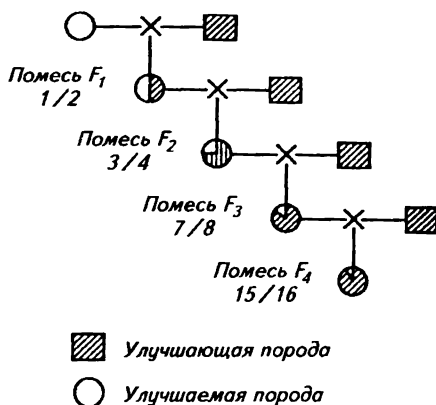 Помесь F₁
1/2
Помесь F₂
3/4
Помесь F₃
7/8
Помесь F₄
15/16
Улучшающая порода
Улучшаемая порода